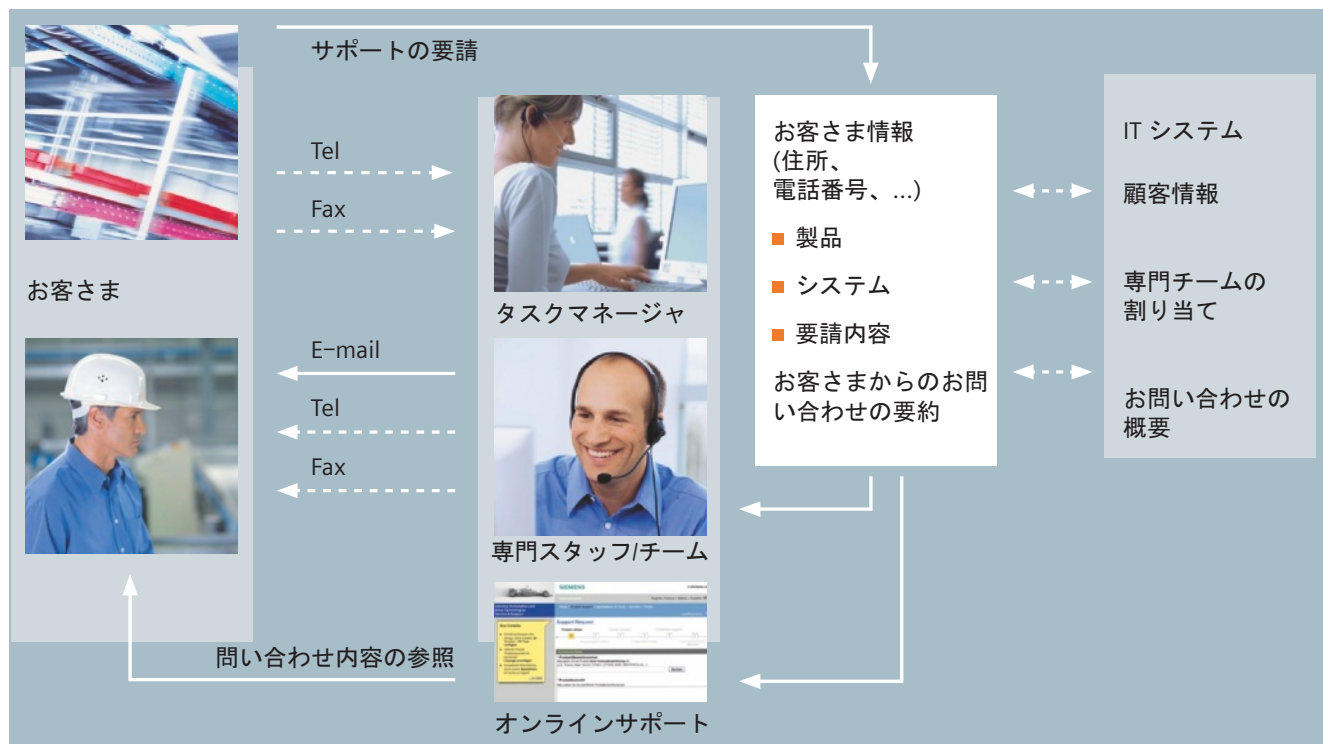 サポートの要請
Tel
Fax
お客さま
タスクマネージャ
E-mail
Tel
Fax
専門スタッフ/チーム
SIEMENS
Support Request
問い合わせ内容の参照
オンラインサポート
お客さま情報
(住所、
電話番号、...)
製品
システム
要請内容
お客さまからのお問
い合わせの要約
IT システム
顧客情報
専門チームの
割り当て
お問い合わせの
概要